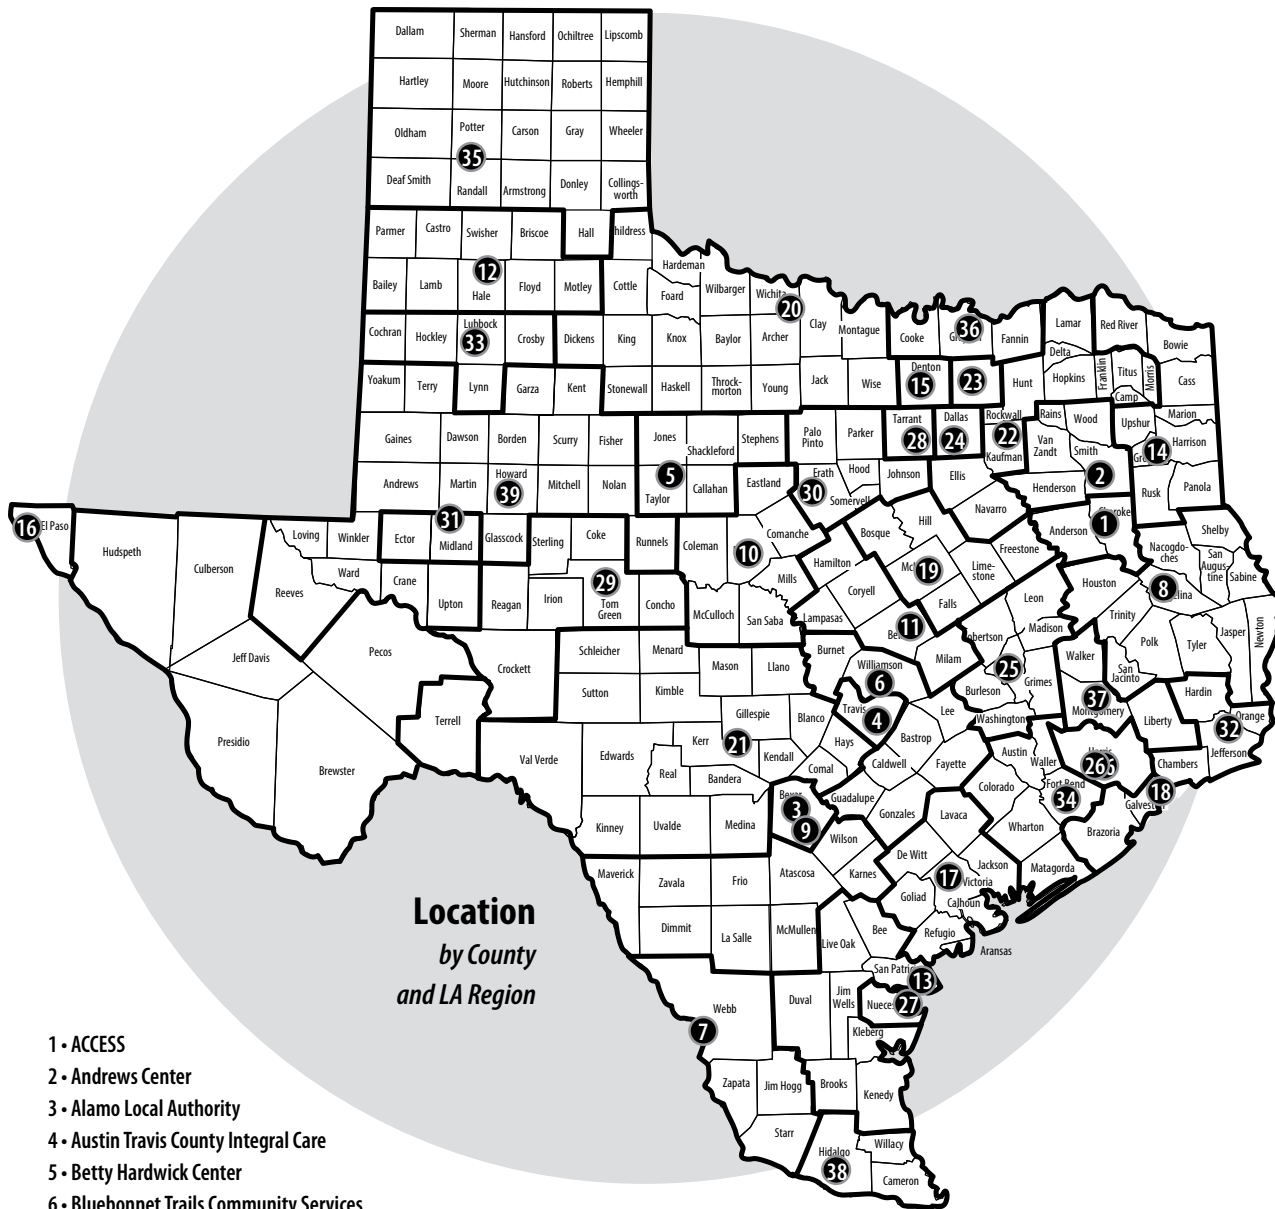 Dallam Sherman Hansford Ochiltree Lipscomb
Hartley Moore Hutchinson Roberts Hemphill
Oldham Potter Carson Gray Wheeler
35
Deaf Smith Randall Armstrong Donley Collings-
worth
Parmer Castro Swisher Briscoe Hall hildress
12
Hardeman
Bailey Lamb Hale Floyd Motley Cottle Foard Wilbarger Wichita
20
Cochran Hockley Lubbock Crosby Dickens King Knox Baylor Archer Clay Montague Cooke 36 Fannin Lamar Red River Bowie
33
Delta Franklin Titus Morris Cass
Yoakum Terry Lynn Garza Kent Stonewall Haskell Throck-
morton Young Jack Wise Denton 15 23 Hunt Hopkins Camp
Gaines Dawson Borden Scurry Fisher Jones Shackleford Stephens Palo
Pinto Parker Tarrant 28 Dallas 24 Rockwall 22 Kaufman Rains Wood Upshur Marion
Van
Zandt Smith 2 14 Harrison
Andrews Martin Howard 39 Mitchell Nolan 5 Taylor Callahan Eastland Erath 30 Hood Somervell Johnson Ellis Henderson Rusk Panola
Navarro Anderson 1 Shelby
16 El Paso Hudspeth Culberson Loving Winkler Ector 31 Midland Glasscock Sterling Coke Runnels Coleman 10 Comanche Bosque Hill Freestone Nacogdo-
ches San
Augus-
tine Sabine
Reeves Ward Crane Upton Reagan Irion 29 Tom
Green Concho Mills Hamilton 19 Lime-
stone Houston 8
McCulloch San Saba Lampasas Coryell Falls Leon Trinity
11 Madison Polk Tyler Jasper Newton
Jeff Davis Pecos Crockett Schleicher Menard Mason Llano Burnet Williamson 6 Milam 25 Walker San
Jacinto
Sutton Kimble Burleson Grimes 37 Hardin
Presidio Brewster Terrell Val Verde Edwards Gillespie Blanco Travis 4 Lee Washington Montgomery Liberty Orange
32
Kerr 21 Kendall Hays Bastrop Austin Waller 26 Jefferson
Real Bandera Comal Caldwell Fayette Colorado Fort Bend 34 Chambers
18
Kinney Uvalde Medina Bexar 3 9 Guadalupe Gonzales Lavaca Wharton Brazoria
Wilson
Maverick Zavala Frio Atascosa Karnes De Witt Jackson Matagorda
17 Victoria
Goliad Calhoun
Dimmit La Salle McMullen Live Oak Bee Refugio
Aransas
13
Webb Duval Jim
Wells 27
7 Kleberg
Zapata Jim Hogg Brooks Kenedy
Starr Hidalgo Willacy
38 Cameron
Location
by County
and LA Region
1 • ACCESS
2 • Andrews Center
3 • Alamo Local Authority
4 • Austin Travis County Integral Care
5 • Betty Hardwick Center
6 • Bluebonnet Trails Community Services